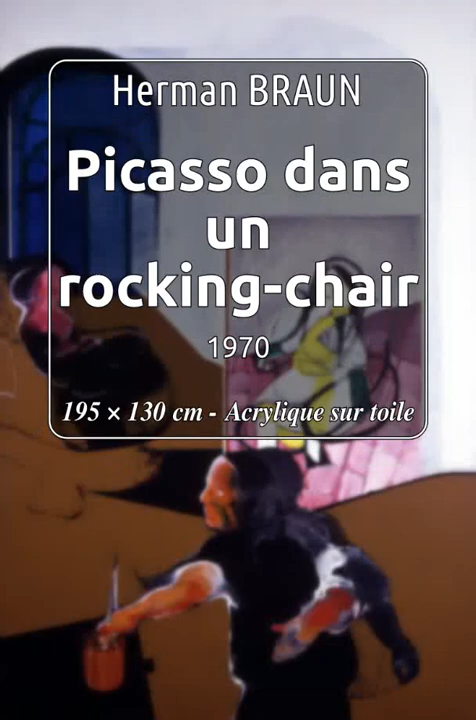 Herman BRAUN
Picasso dans
un
rocking-chair
1970
195 × 130 cm - Acrylique sur toile